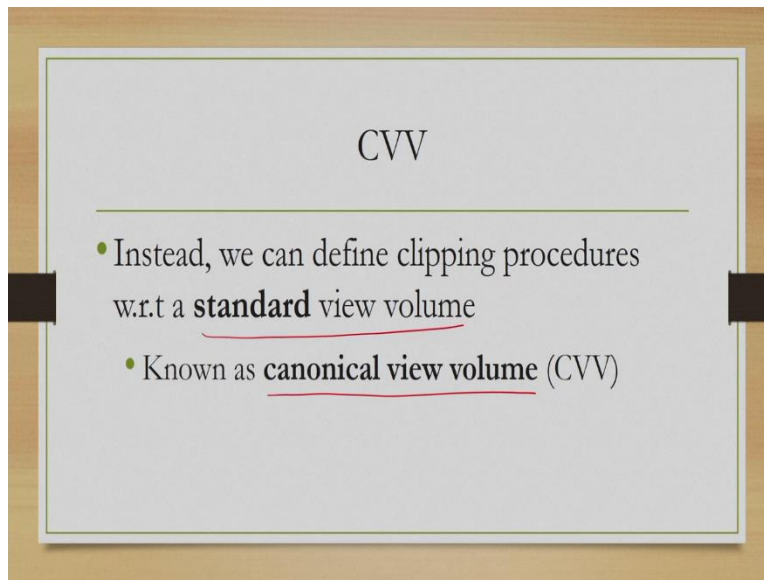 CVV
• Instead, we can define clipping procedures
w.r.t a standard view volume
• Known as canonical view volume (CVV)